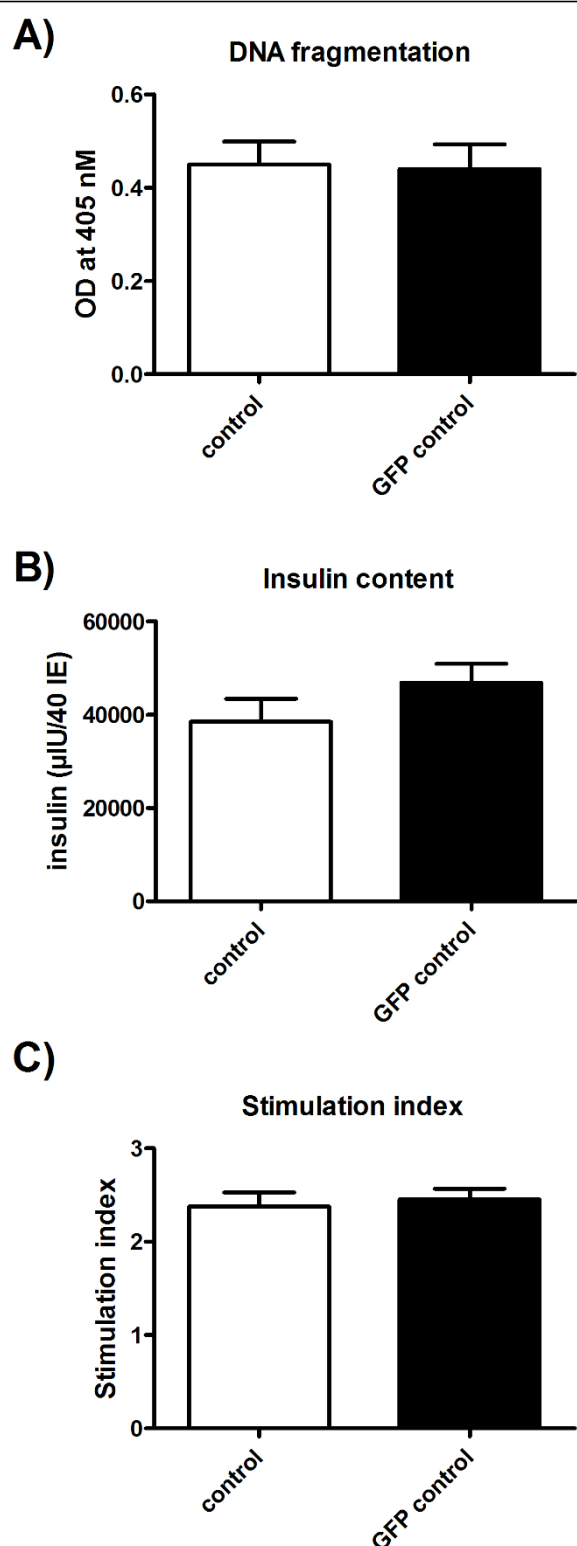 A)
DNA fragmentation
OD at 405 nM
0.6
0.4
0.2
0.0
control
GFP control
B)
Insulin content
insulin (µIU/40 IE)
60000
40000
20000
0
control
GFP control
C)
Stimulation index
Stimulation index
3
2
1
0
control
GFP control